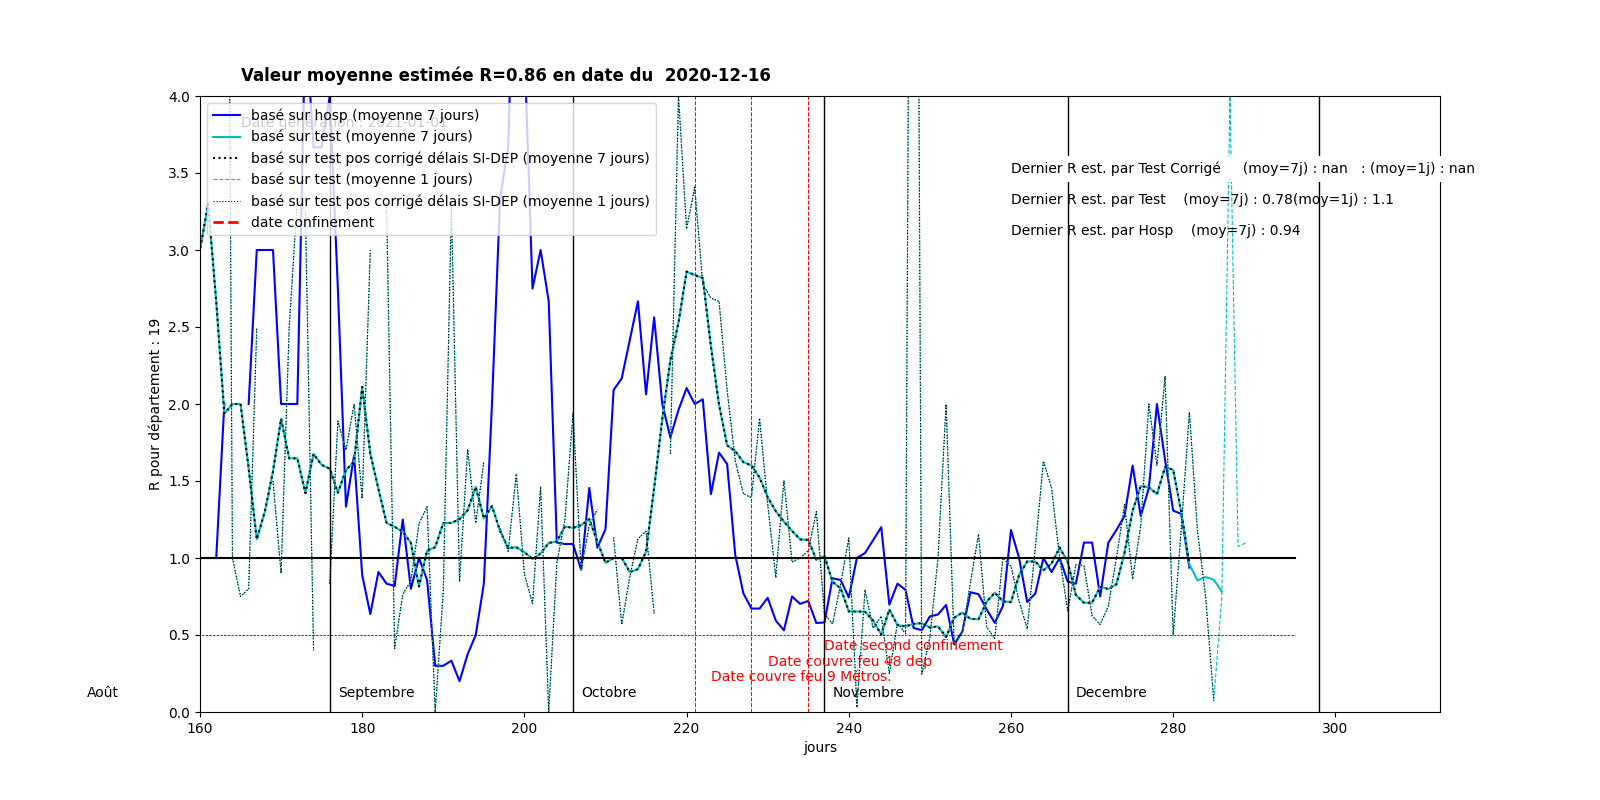 Valeur moyenne estimée R=0.86 en date du  2020-12-16
Date génération : 2021-01-01
basé sur hosp (moyenne 7 jours)
basé sur test (moyenne 7 jours)
basé sur test pos corrigé délais SI-DEP (moyenne 7 jours)
basé sur test (moyenne 1 jours)
basé sur test pos corrigé délais SI-DEP (moyenne 1 jours)
date confinement
Dernier R est. par Test Corrigé     (moy=7j) : nan   : (moy=1j) : nan
Dernier R est. par Test    (moy=7j) : 0.78(moy=1j) : 1.1
Dernier R est. par Hosp    (moy=7j) : 0.94
4.0
3.5
3.0
2.5
2.0
1.5
1.0
0.5
0.0
R pour département : 19
Date second confinement
Date couvre feu 48 dep
Date couvre feu 9 Métros.
Août
Septembre
Octobre
Novembre
Decembre
160 180 200 220 240 260 280 300
jours